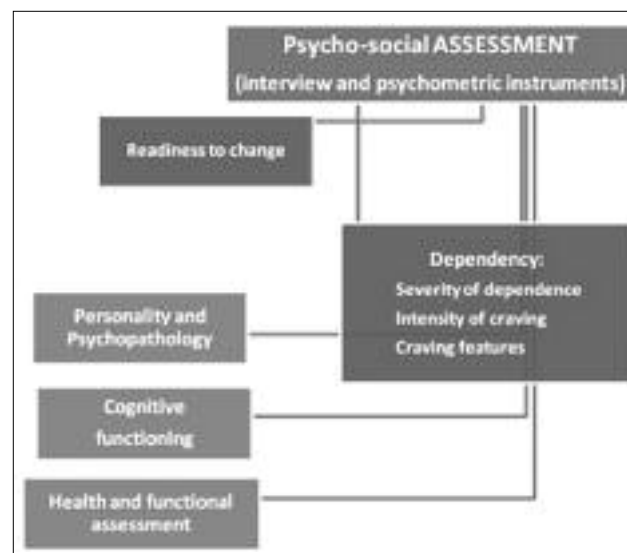 Psycho-social ASSESSMENT
(interview and psychometric instruments)
Readiness to change
Dependency:
Severity of dependence
Intensity of craving
Craving features
Personality and
Psychopathology
Cognitive
functioning
Health and functional
assessment